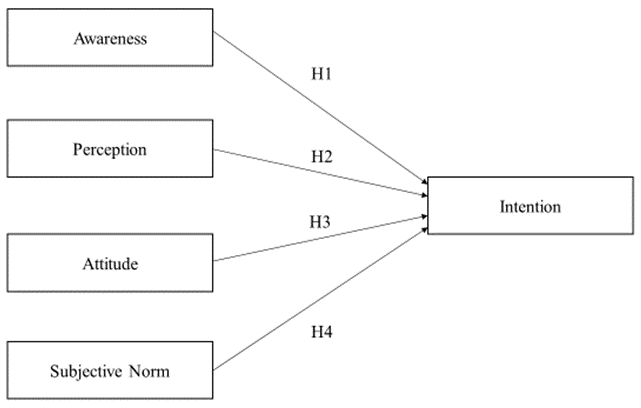 Awareness
H1
Perception
H2
Intention
H3
Attitude
H4
Subjective Norm